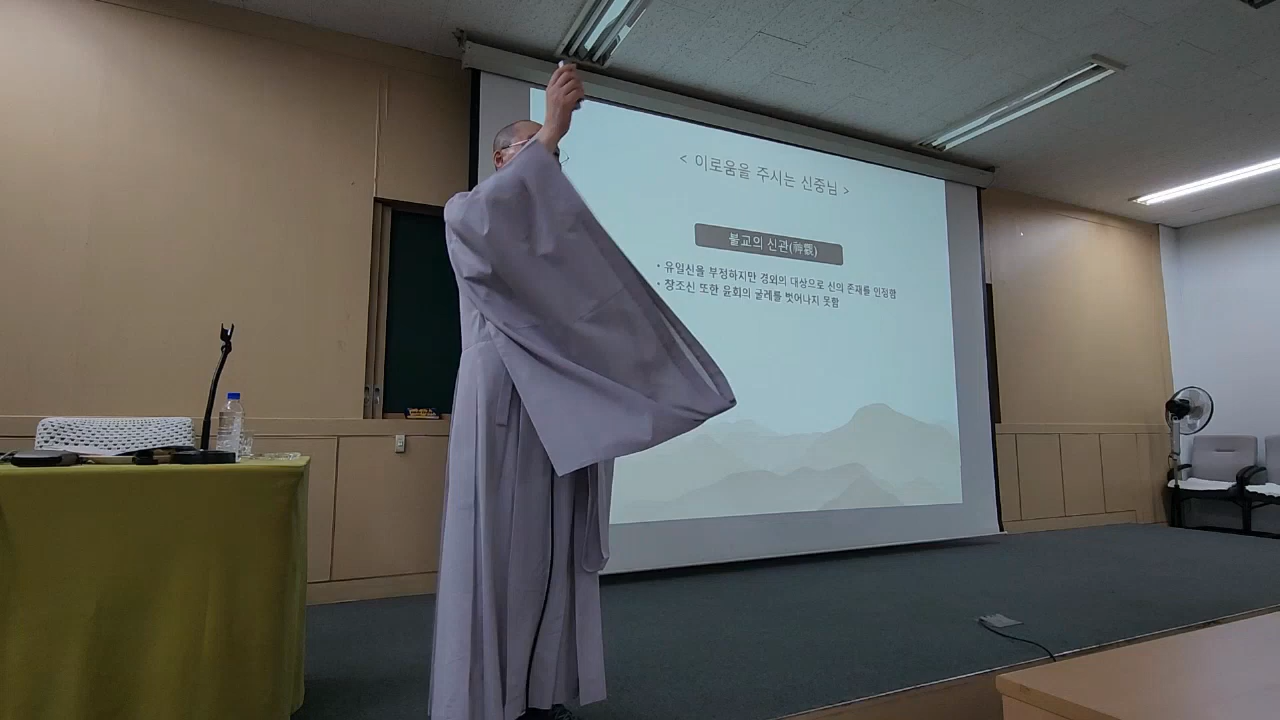 < 이로움을 주시는 신중님 >
불교의 신관(神觀)
• 유일신을 부정하지만 경외의 대상으로 신의 존재를 인정함
• 창조신 또한 윤회의 굴레를 벗어나지 못함